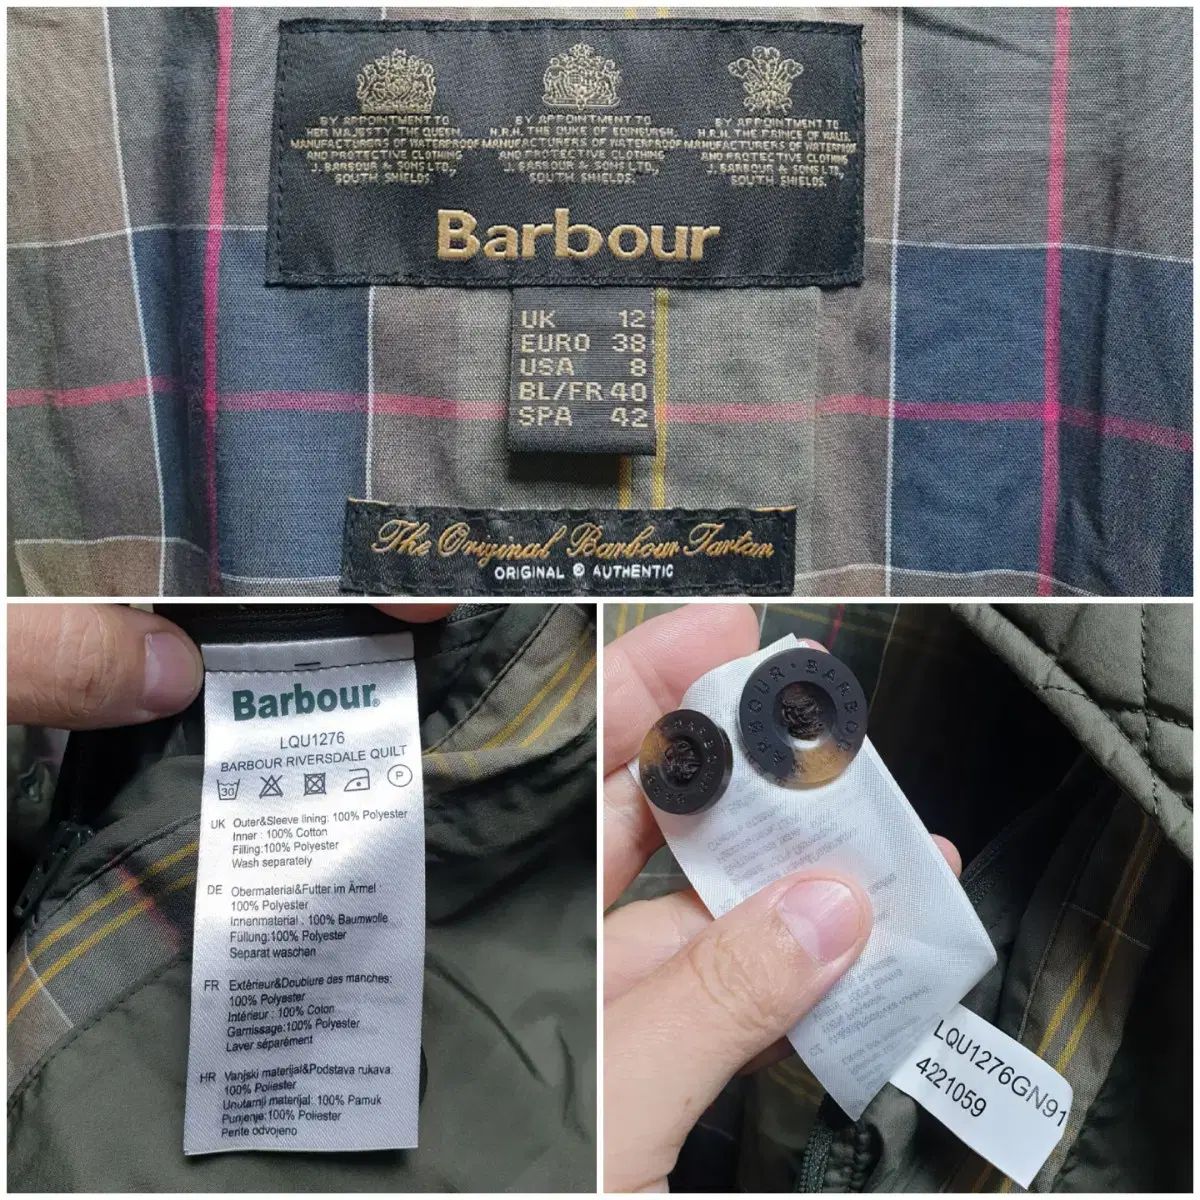 BY APPOINTMENT TO
HER MAJESTY THE QUEEN
MANUFACTURERS OF WATERPROOF
AND PROTECTIVE CLOTHING
J. BARBOUR & SONS LTD,
SOUTH SHIELDS.
BY APPOINTMENT TO
H.R.H. THE DUKE OF EDINBURGH
MANUFACTURERS OF WATERPROOF
AND PROTECTIVE CLOTHING
J. BARBOUR & SONS LTD,
SOUTH SHIELDS.
BY APPOINTMENT TO
H.R.H. THE PRINCE OF WALES
MANUFACTURERS OF WATERPROOF
AND PROTECTIVE CLOTHING
J. BARBOUR & SONS LTD,
SOUTH SHIELDS.
Barbour
UK 12
EURO 38
USA 8
BL/FR 40
SPA 42
The Original Barbour Tartan
ORIGINAL & AUTHENTIC
Barbour®
LQU1276
BARBOUR RIVERSDALE QUILT
30
P
UK Outer&Sleeve lining: 100% Polyester
Inner : 100% Cotton
Filling:100% Polyester
Wash separately
DE Obermaterial&Futter im Ärmel :
100% Polyester
Innenmaterial : 100% Baumwolle
Füllung:100% Polyester
Separat waschen
FR Extérieur&Doublure des manches:
100% Polyester
Intérieur : 100% Coton
Garnissage:100% Polyester
Laver séparément
HR Vanjski materijal&Podstava rukava:
100% Poliester
Unutarnji materijal: 100% Pamuk
Punjenje:100% Poliester
Perite odvojeno
BARBOUR · BARBOUR
LQU1276GN91
4221059